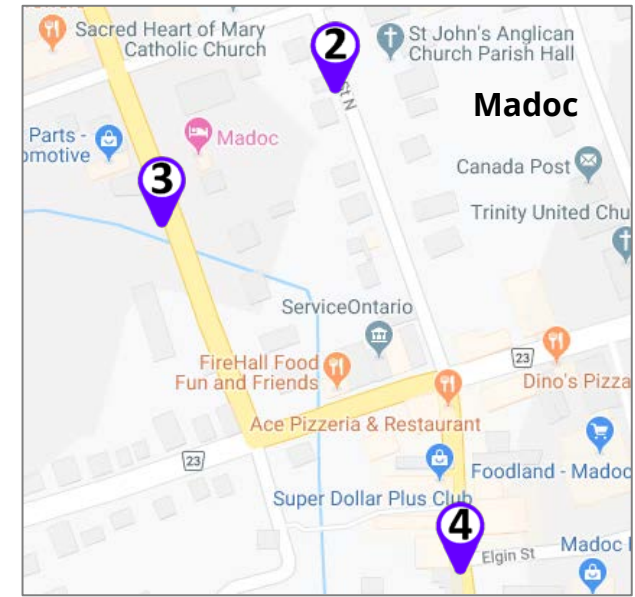 Sacred Heart of Mary
Catholic Church
2
St John's Anglican
Church Parish Hall
St N
Madoc
Parts -
omotive
Madoc
Canada Post
3
Trinity United Chu
ServiceOntario
FireHall Food
Fun and Friends
23
Dino's Pizza
Ace Pizzeria & Restaurant
23
Foodland - Madoc
Super Dollar Plus Club
4
Elgin St
Madoc